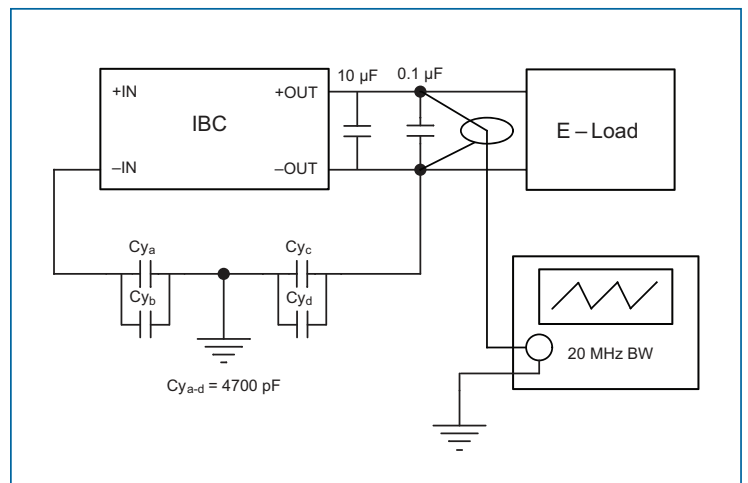 10 µF
0.1 µF
+IN
+OUT
IBC
E – Load
–IN
–OUT
Cya
Cyc
Cyb
Cyd
20 MHz BW
Cya-d = 4700 pF